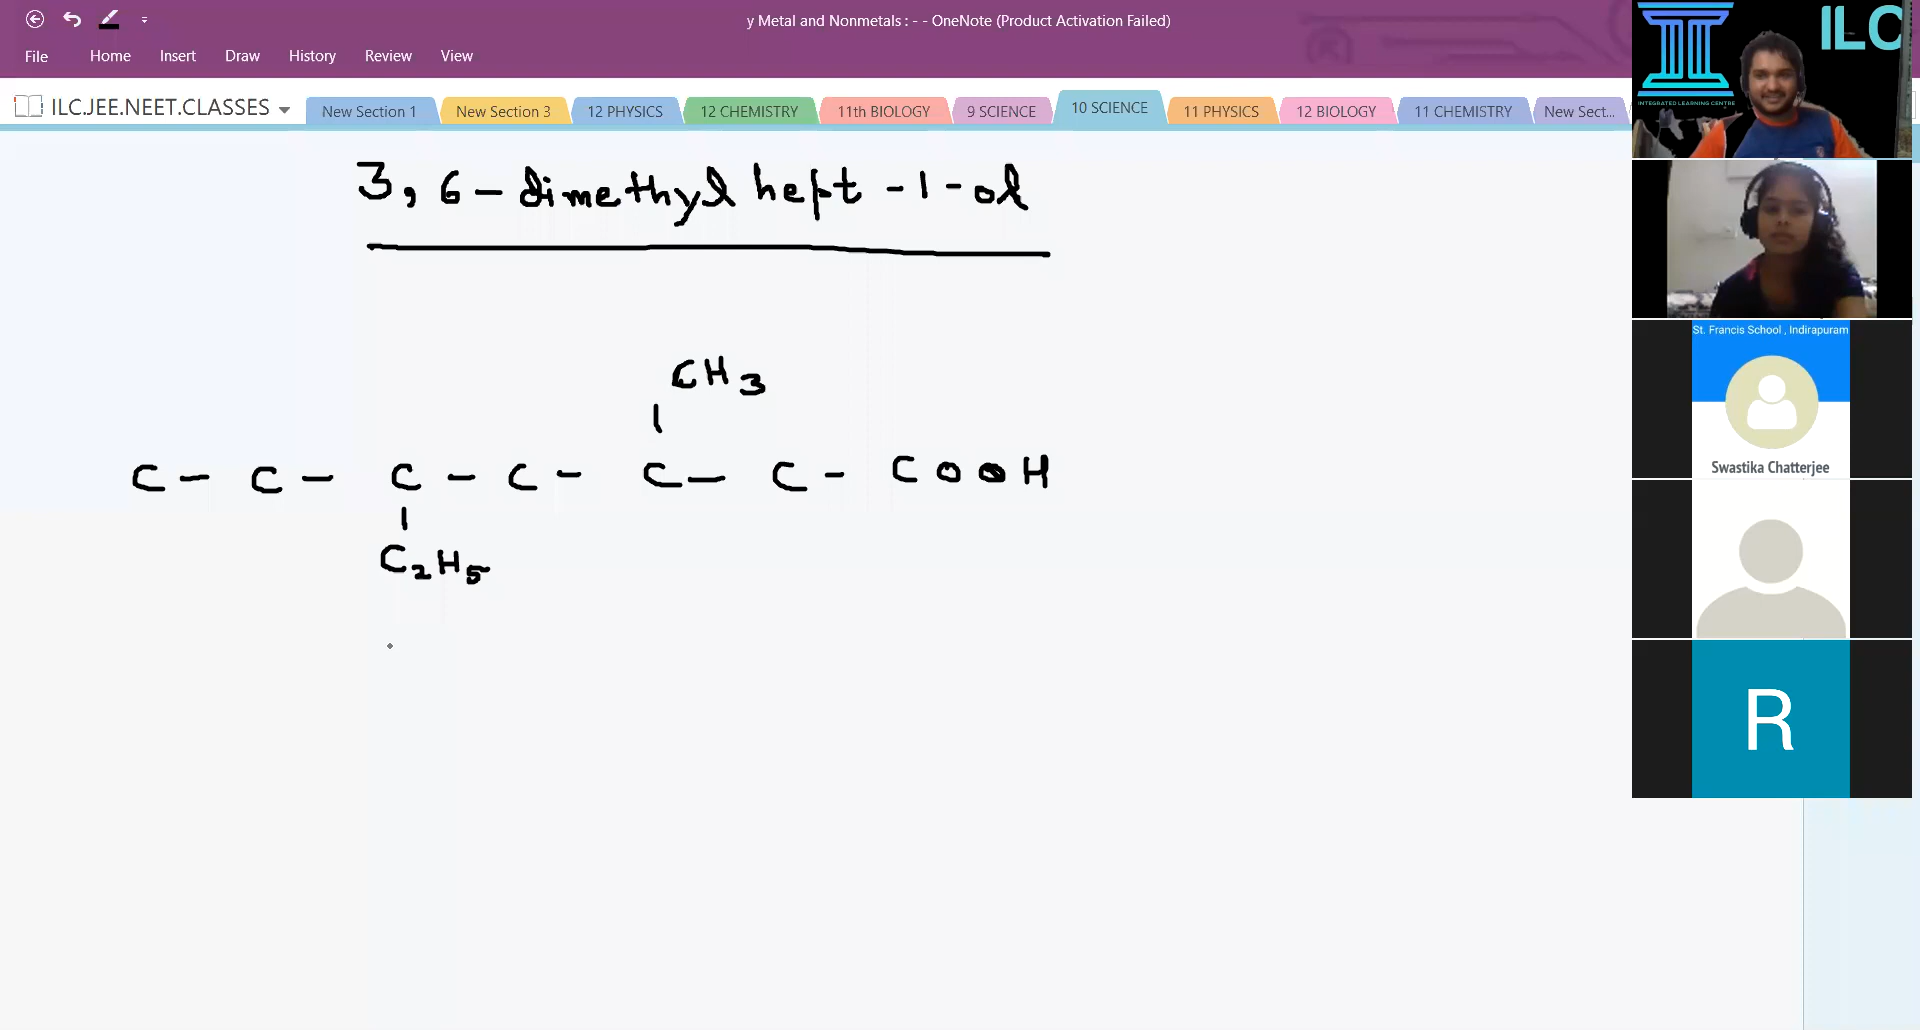 y Metal and Nonmetals : - - OneNote (Product Activation Failed)
File Home Insert Draw History Review View
ILC.JEE.NEET.CLASSES New Section 1 New Section 3 12 PHYSICS 12 CHEMISTRY 11th BIOLOGY 9 SCIENCE 10 SCIENCE 11 PHYSICS 12 BIOLOGY 11 CHEMISTRY New Sect...
ILC
INTEGRATED LEARNING CENTRE
3, 6 - dimethyl hept - 1 - ol
CH3
C - C - C - C - C - C - COOH
C2H5
St. Francis School , Indirapuram
Swastika Chatterjee
R